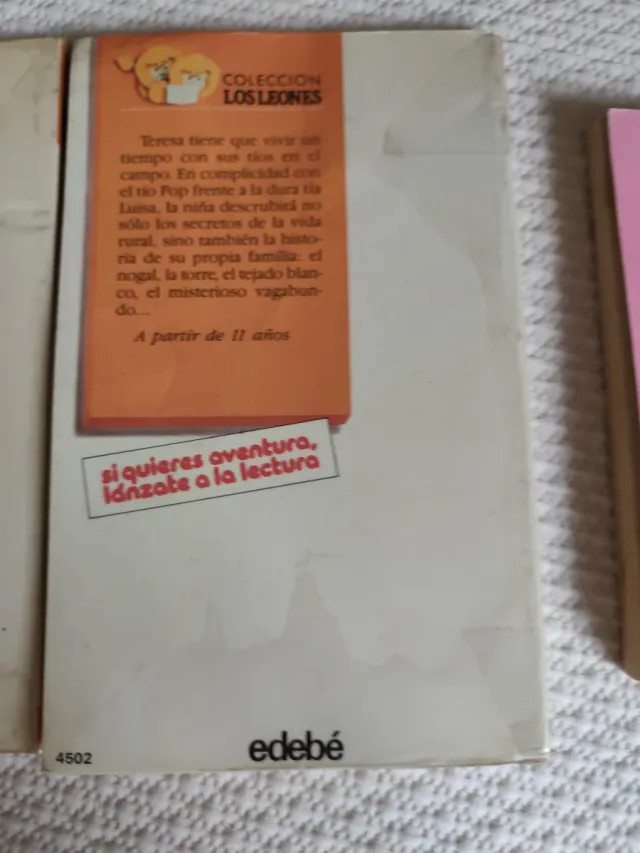 COLECCION
LOS LEONES
Teresa tiene que vivir un
tiempo con sus tíos en el
campo. En complicidad con
el tío Pop frente a la dura tía
Luisa, la niña descrubirá no
sólo los secretos de la vida
rural, sino también la histo-
ria de su propia familia: el
nogal, la torre, el tejado blan-
co, el misterioso vagabun-
do...
A partir de 11 años
si quieres aventura,
lánzate a la lectura
edebé
4502